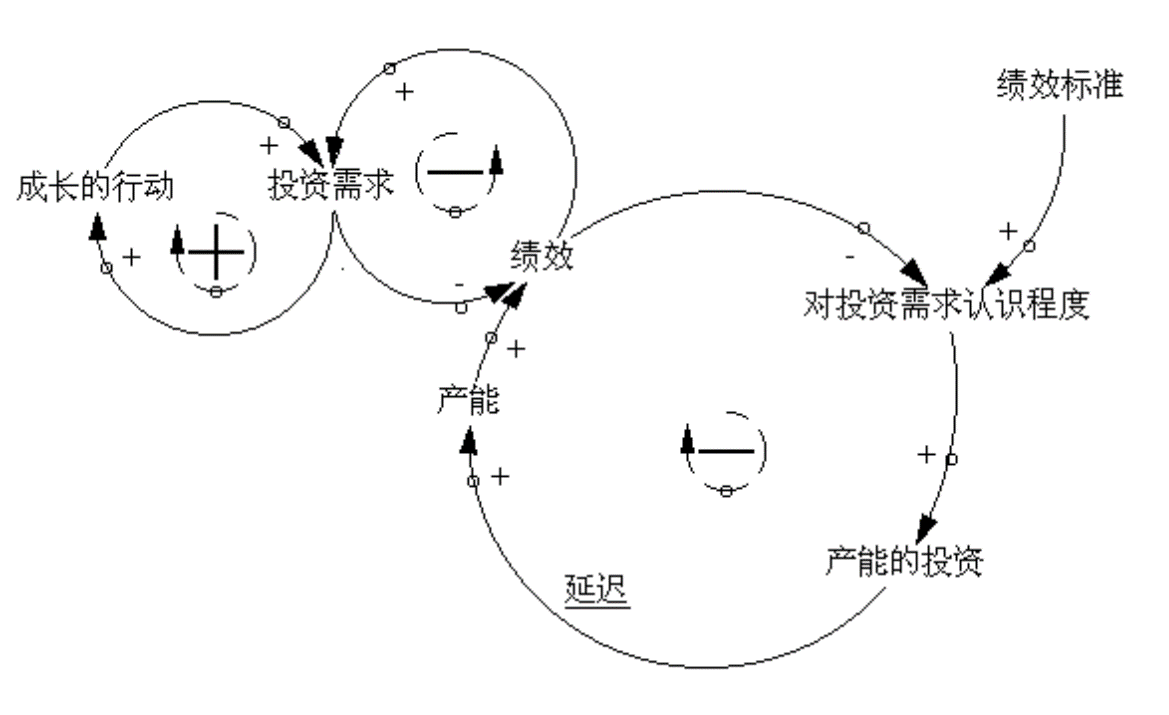 绩效标准
+
+
成长的行动
投资需求
+
-
+
+
+
绩效
-
-
对投资需求认识程度
+
产能
-
+
+
产能的投资
延迟